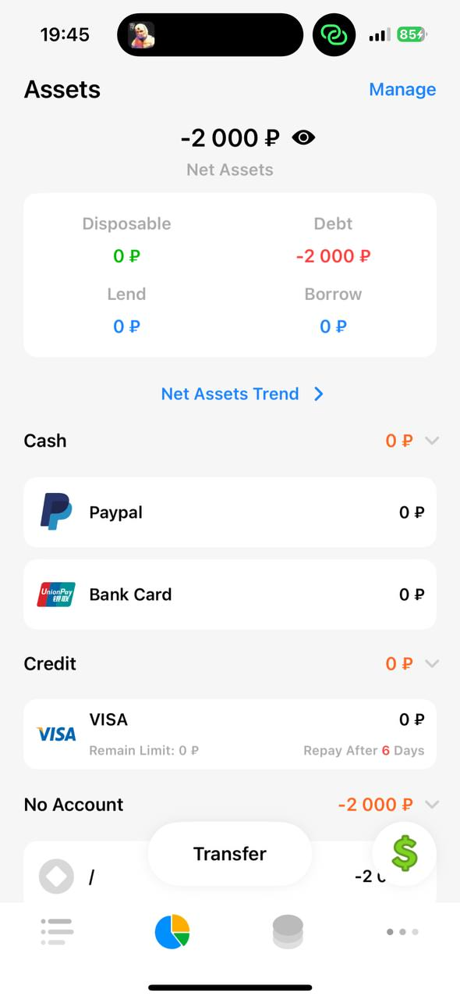 19:45
85
Assets
Manage
-2 000 ₽
Net Assets
Disposable
Debt
0 ₽
-2 000 ₽
Lend
Borrow
0 ₽
0 ₽
Net Assets Trend
Cash
0 ₽
Paypal
0 ₽
UnionPay
银联
Bank Card
0 ₽
Credit
0 ₽
VISA
VISA
0 ₽
Remain Limit: 0 ₽
Repay After 6 Days
No Account
-2 000 ₽
Transfer
$
/
-2